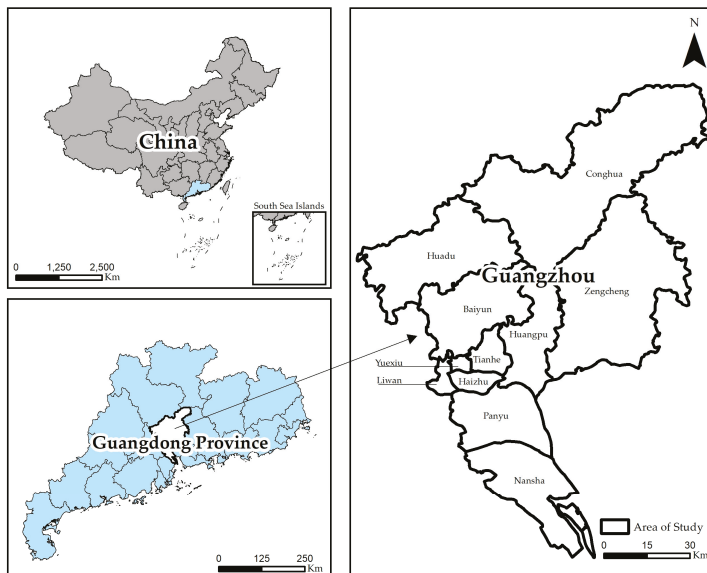 China
South Sea Islands
0 1,250 2,500
Km
Guangdong Province
0 125 250
Km
N
Conghua
Huadu
Guangzhou
Zengcheng
Baiyun
Huangpu
Tianhe
Yuexiu
Liwan
Haizhu
Panyu
Nansha
Area of Study
0 15 30
Km